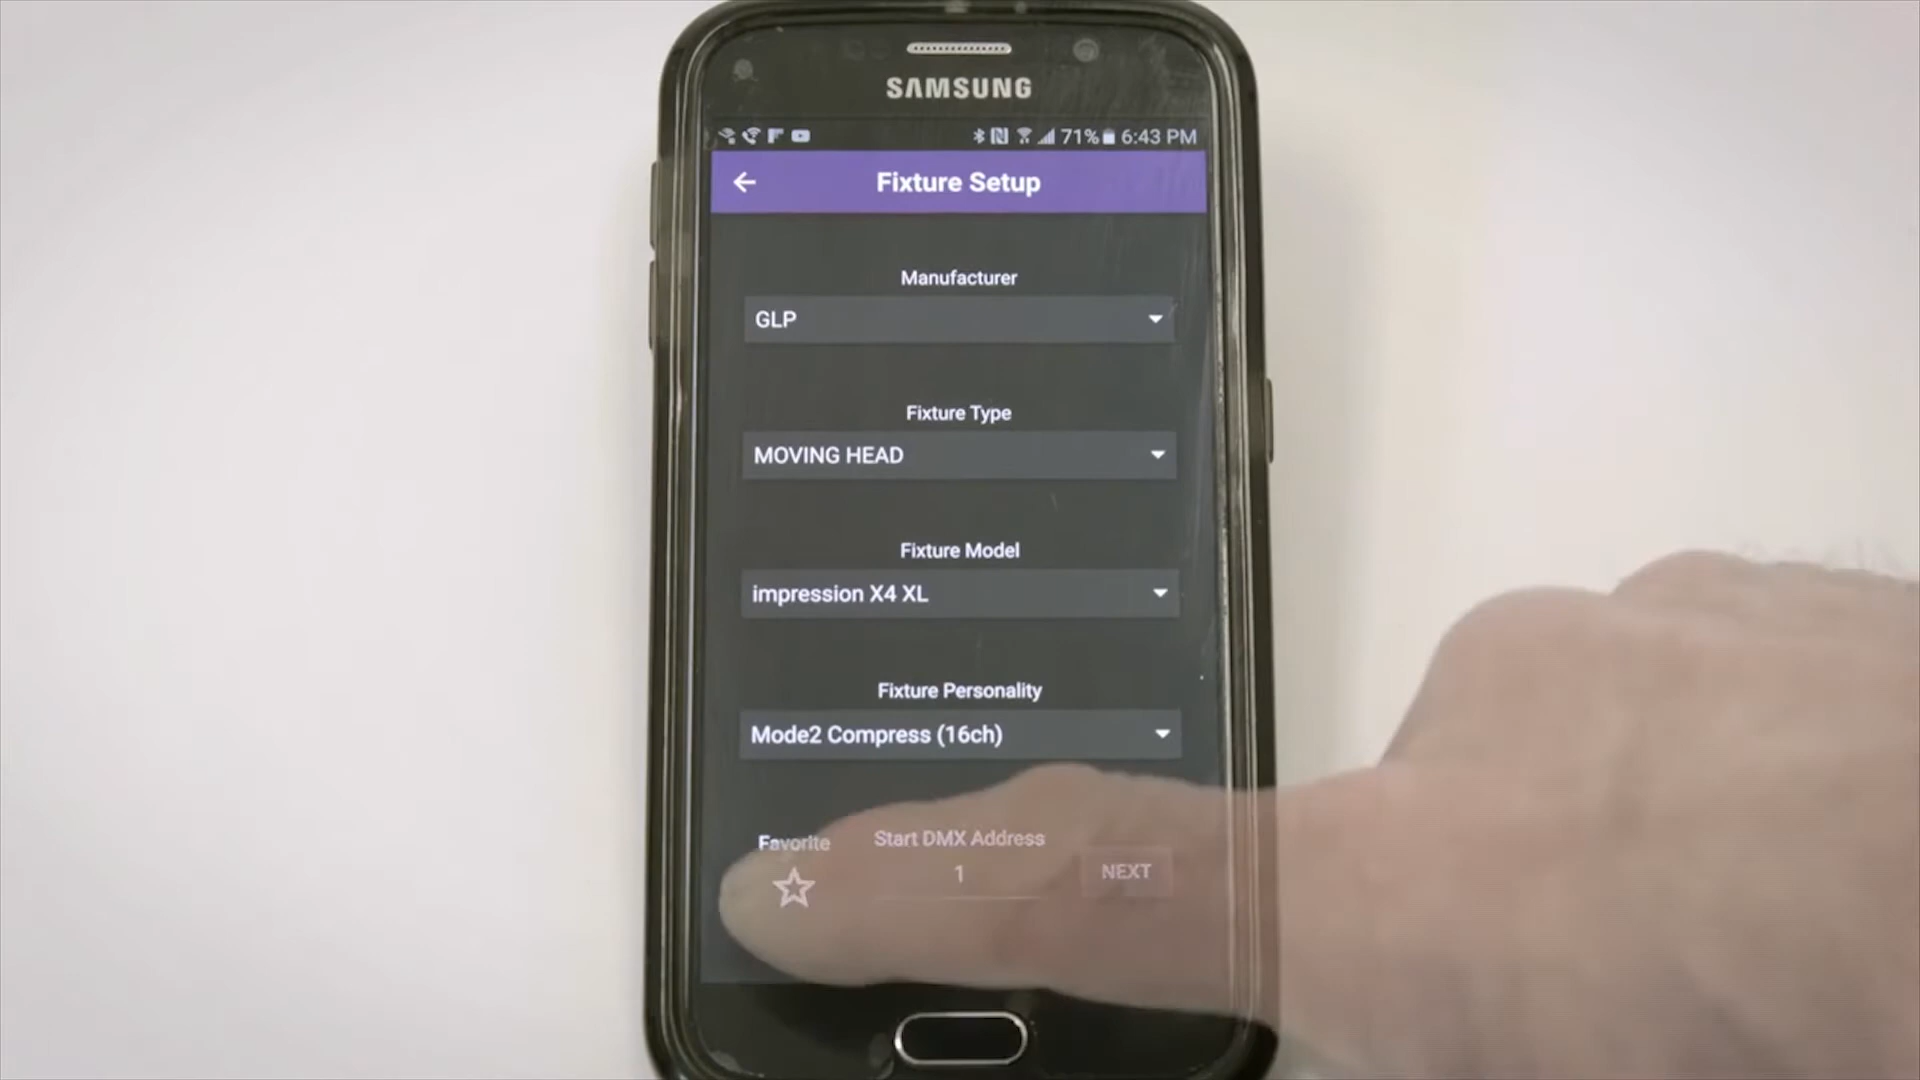 SAMSUNG
71% 6:43 PM
Fixture Setup
Manufacturer
GLP
Fixture Type
MOVING HEAD
Fixture Model
impression X4 XL
Fixture Personality
Mode2 Compress (16ch)
Favorite
Start DMX Address
1
NEXT